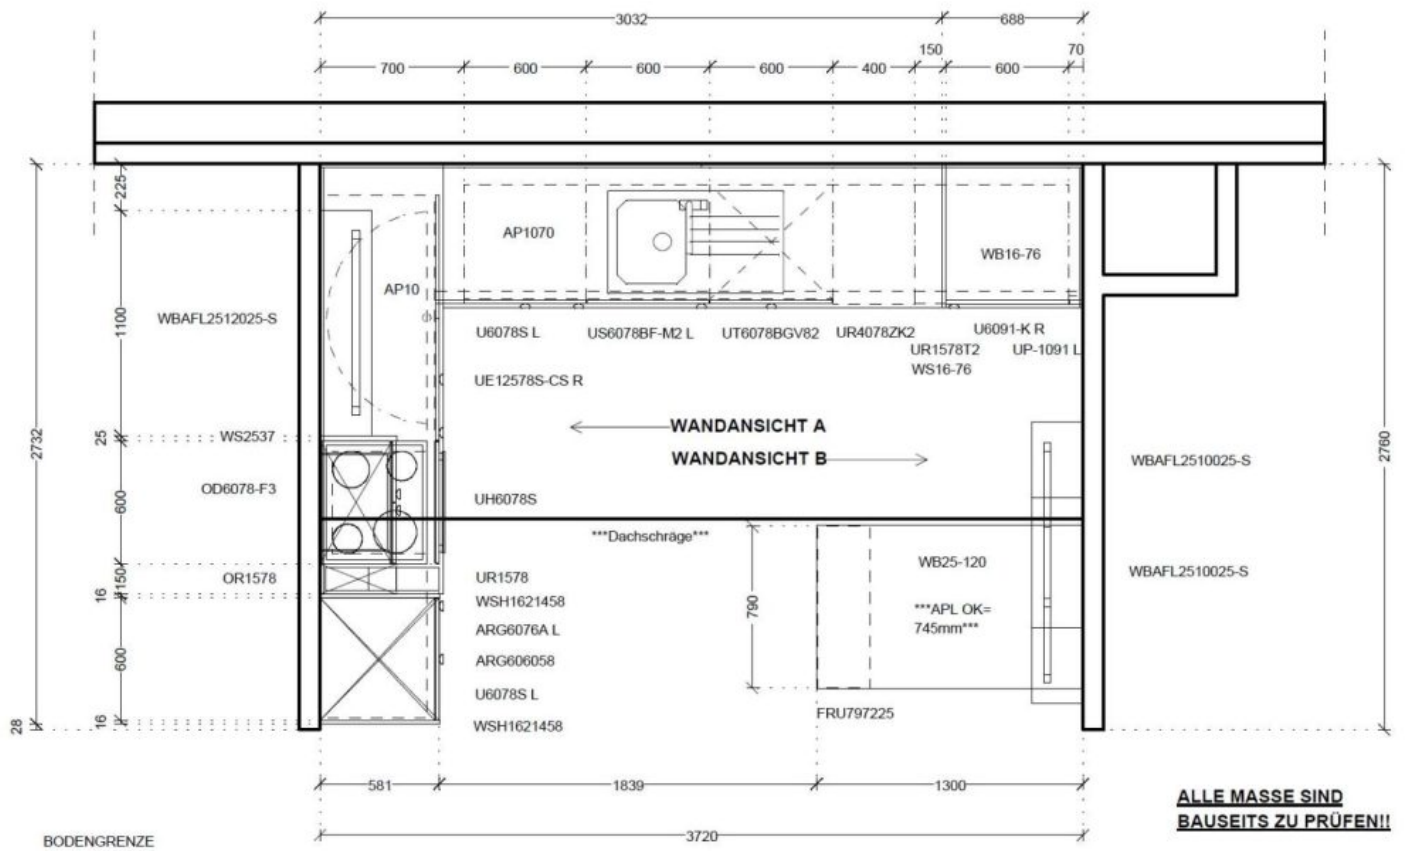 3032
688
150
70
700
600
600
600
400
600
225
AP1070
WB16-76
AP10
WBAFL2512025-S
1100
U6078S L
US6078BF-M2 L
UT6078BGV82
UR4078ZK2
U6091-K R
UR1578T2
UP-1091 L
WS16-76
UE12578S-CS R
WANDANSICHT A
WANDANSICHT B
2732
25
WS2537
2760
WBAFL2510025-S
OD6078-F3
600
UH6078S
***Dachschräge***
WB25-120
WBAFL2510025-S
OR1578
150
16
UR1578
790
***APL OK=
745mm***
WSH1621458
ARG6076A L
600
ARG606058
U6078S L
FRU797225
28
16
WSH1621458
581
1839
1300
ALLE MASSE SIND
BAUSEITS ZU PRÜFEN!!
3720
BODENGRENZE